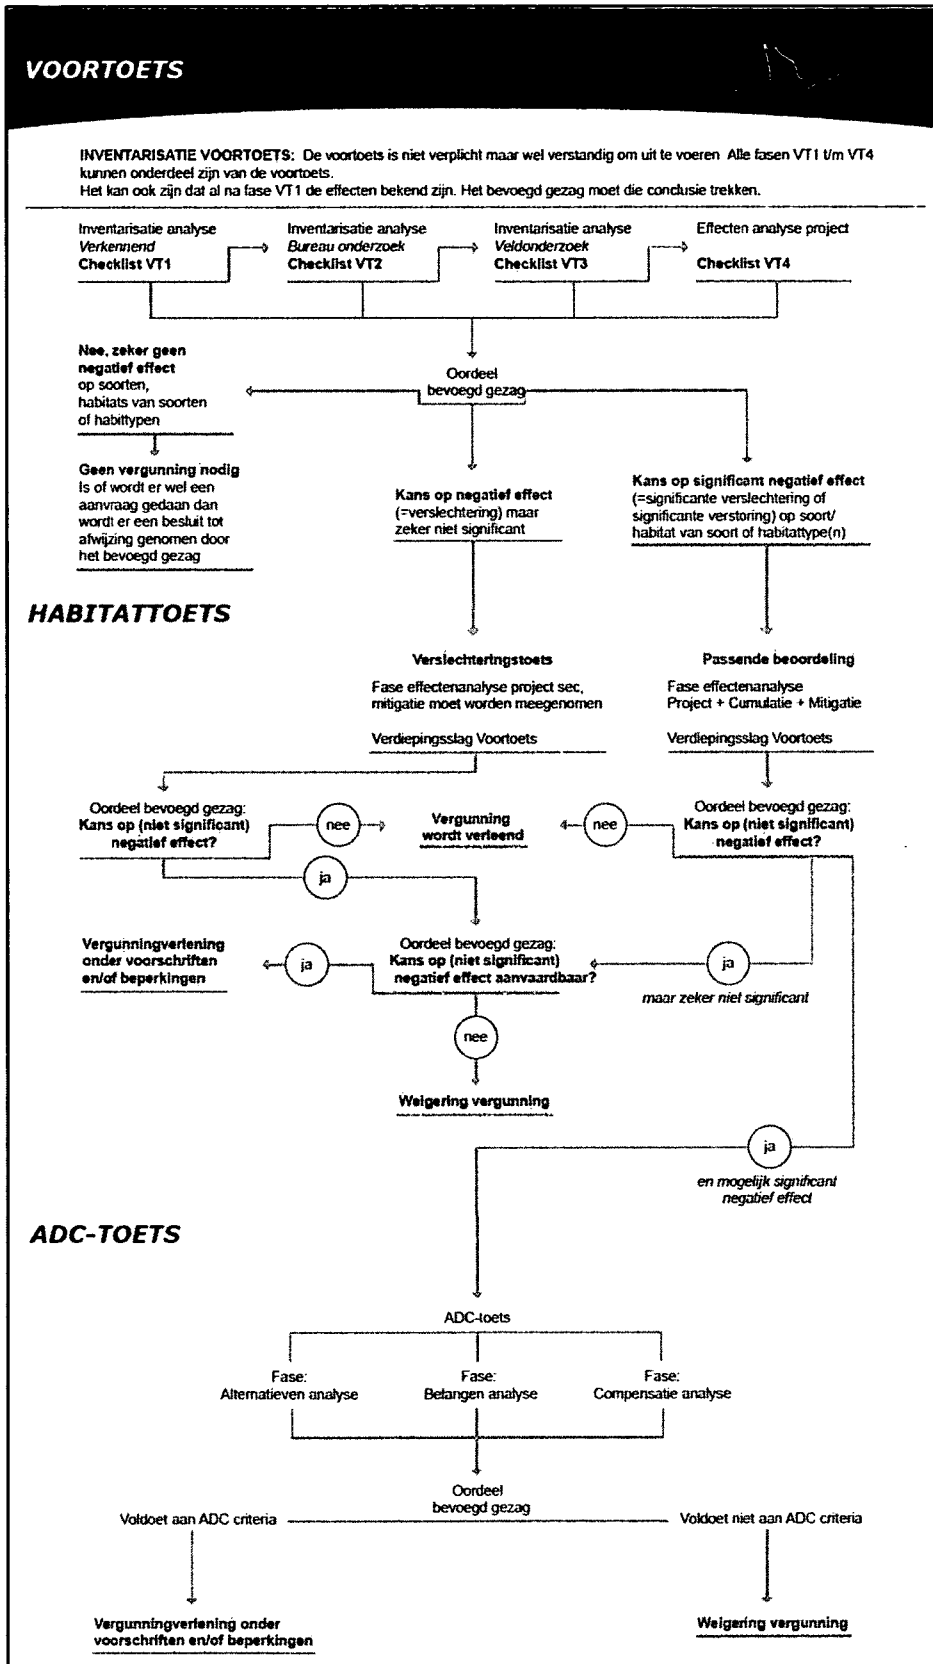 VOORTOETS
INVENTARISATIE VOORTOETS: De voortoets is niet verplicht maar wel verstandig om uit te voeren Alle fasen VT1 t/m VT4
kunnen onderdeel zijn van de voortoets.
Het kan ook zijn dat al na fase VT1 de effecten bekend zijn. Het bevoegd gezag moet die conclusie trekken.
Inventarisatie analyse
Verkennend
Checklist VT1
Inventarisatie analyse
Bureau onderzoek
Checklist VT2
Inventarisatie analyse
Veldonderzoek
Checklist VT3
Effecten analyse project
Checklist VT4
Nee, zeker geen
negatief effect
op soorten,
habitats van soorten
of habittypen
Oordeel
bevoegd gezag
Geen vergunning nodig
Is of wordt er wel een
aanvraag gedaan dan
wordt er een besluit tot
afwijzing genomen door
het bevoegd gezag
Kans op negatief effect
(=verslechtering) maar
zeker niet significant
Kans op significant negatief effect
(=significante verslechtering of
significante verstoring) op soort/
habitat van soort of habitattype(n)
HABITATTOETS
Verslechteringstoets
Fase effectenanalyse project sec,
mitigatie moet worden meegenomen
Verdiepingsslag Voortoets
Passende beoordeling
Fase effectenanalyse
Project + Cumulatie + Mitigatie
Verdiepingsslag Voortoets
Oordeel bevoegd gezag:
Kans op (niet significant)
negatief effect?
nee
Vergunning
wordt verleend
nee
Oordeel bevoegd gezag:
Kans op (niet significant)
negatief effect?
ja
Vergunningverlening
onder voorschriften
en/of beperkingen
ja
Oordeel bevoegd gezag:
Kans op (niet significant)
negatief effect aanvaardbaar?
ja
maar zeker niet significant
nee
Weigering vergunning
ja
en mogelijk significant
negatief effect
ADC-TOETS
ADC-toets
Fase:
Alternatieven analyse
Fase:
Belangen analyse
Fase:
Compensatie analyse
Oordeel
bevoegd gezag
Voldoet aan ADC criteria
Voldoet niet aan ADC criteria
Vergunningverlening onder
voorschriften en/of beperkingen
Weigering vergunning